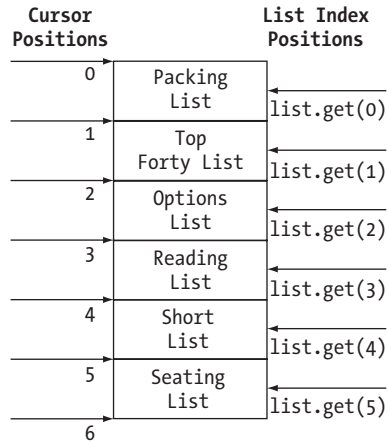 Cursor
Positions
List Index
Positions
0
Packing
List
list.get(0)
1
Top
Forty List
list.get(1)
2
Options
List
list.get(2)
3
Reading
List
list.get(3)
4
Short
List
list.get(4)
5
Seating
List
list.get(5)
6